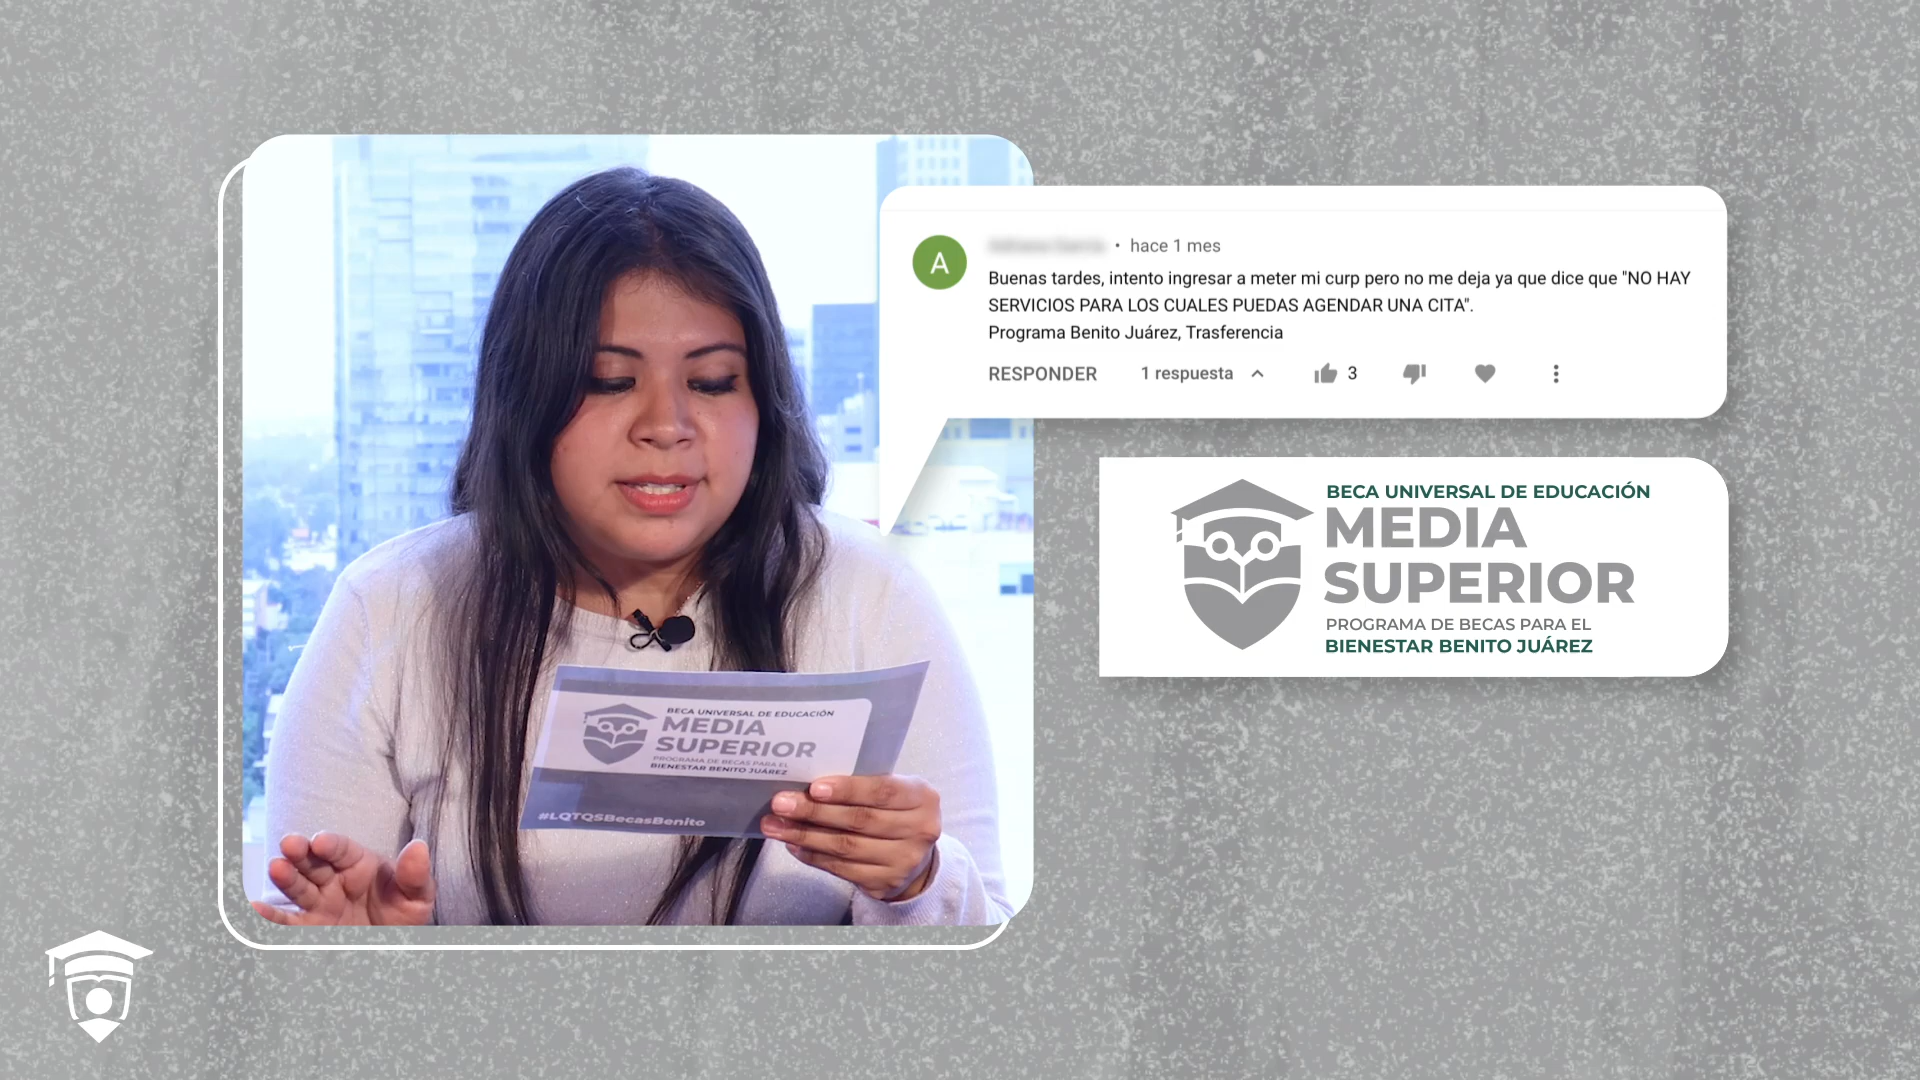 A
• hace 1 mes
Buenas tardes, intento ingresar a meter mi curp pero no me deja ya que dice que "NO HAY
SERVICIOS PARA LOS CUALES PUEDAS AGENDAR UNA CITA".
Programa Benito Juárez, Trasferencia
RESPONDER 1 respuesta 3
BECA UNIVERSAL DE EDUCACIÓN
MEDIA
SUPERIOR
PROGRAMA DE BECAS PARA EL
BIENESTAR BENITO JUÁREZ
BECA UNIVERSAL DE EDUCACIÓN
MEDIA
SUPERIOR
PROGRAMA DE BECAS PARA EL
BIENESTAR BENITO JUÁREZ
#LQTQSBecasBenito